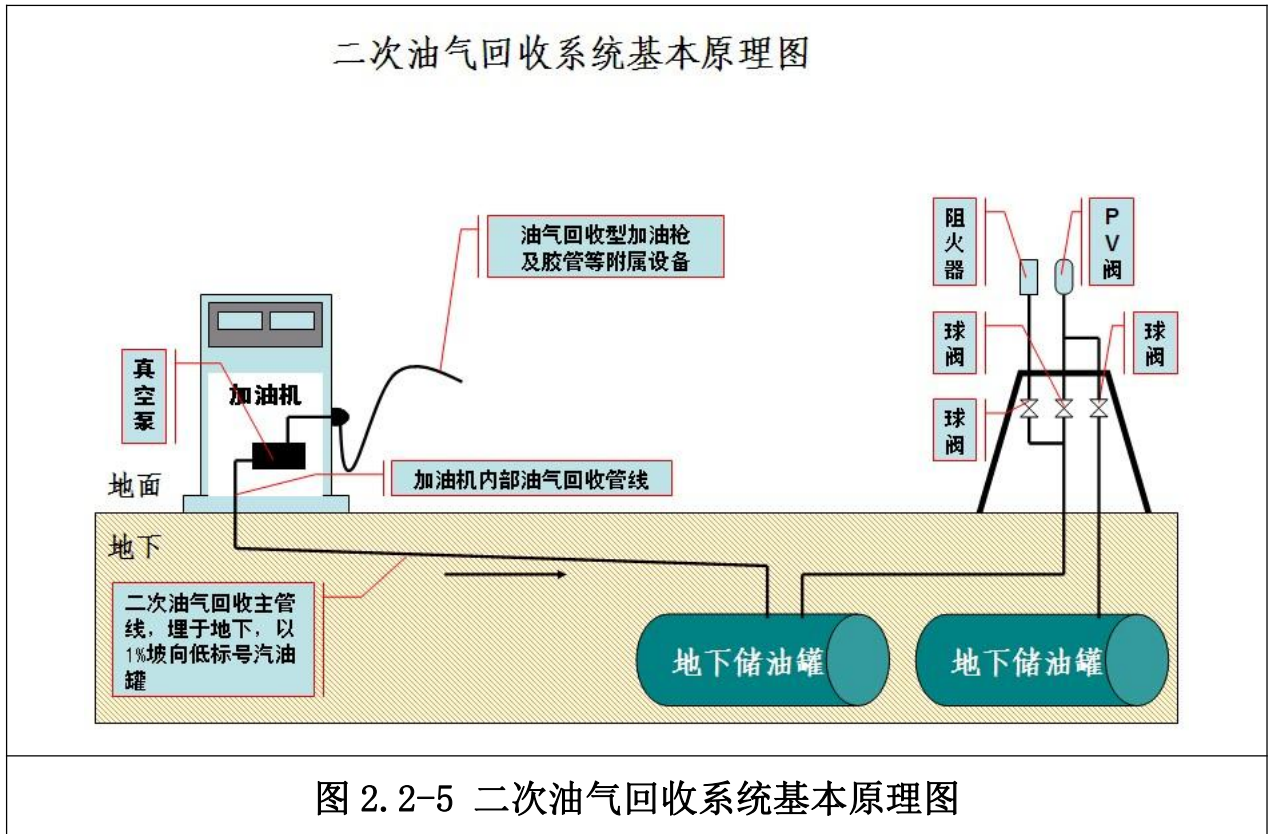 二次油气回收系统基本原理图
油气回收型加油枪
及胶管等附属设备
阻
火
器
P
V
阀
球
阀
球
阀
真
空
泵
加油机
球
阀
加油机内部油气回收管线
地面
地下
二次油气回收主管
线，埋于地下，以
1%坡向低标号汽油
罐
地下储油罐
地下储油罐
图 2.2-5 二次油气回收系统基本原理图